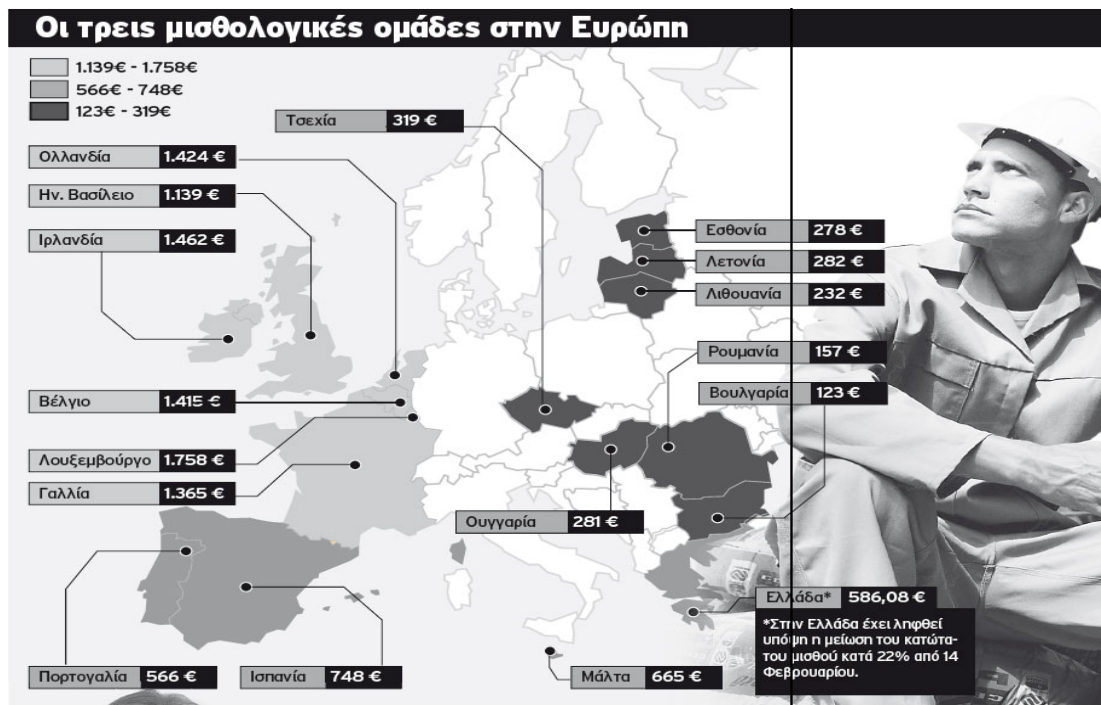 Οι τρεις μισθολογικές ομάδες στην Ευρώπη
1.139€ - 1.758€
566€ - 748€
123€ - 319€
Τσεχία 319 €
Ολλανδία 1.424 €
Ην. Βασίλειο 1.139 €
Ιρλανδία 1.462 €
Εσθονία 278 €
Λετονία 282 €
Λιθουανία 232 €
Ρουμανία 157 €
Βουλγαρία 123 €
Βέλγιο 1.415 €
Λουξεμβούργο 1.758 €
Γαλλία 1.365 €
Ουγγαρία 281 €
Ελλάδα* 586,08 €
*Στην Ελλάδα έχει ληφθεί
υπόψη η μείωση του κατώτα-
του μισθού κατά 22% από 14
Φεβρουαρίου.
Πορτογαλία 566 €
Ισπανία 748 €
Μάλτα 665 €